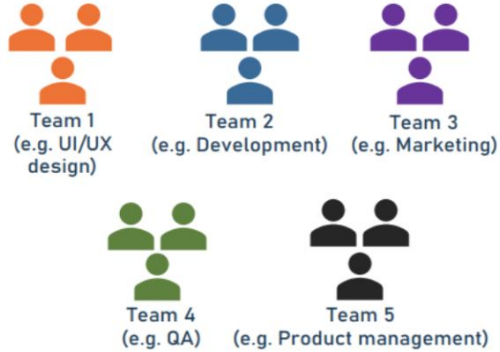 Team 1
(e.g. UI/UX
design)
Team 2
(e.g. Development)
Team 3
(e.g. Marketing)
Team 4
(e.g. QA)
Team 5
(e.g. Product management)